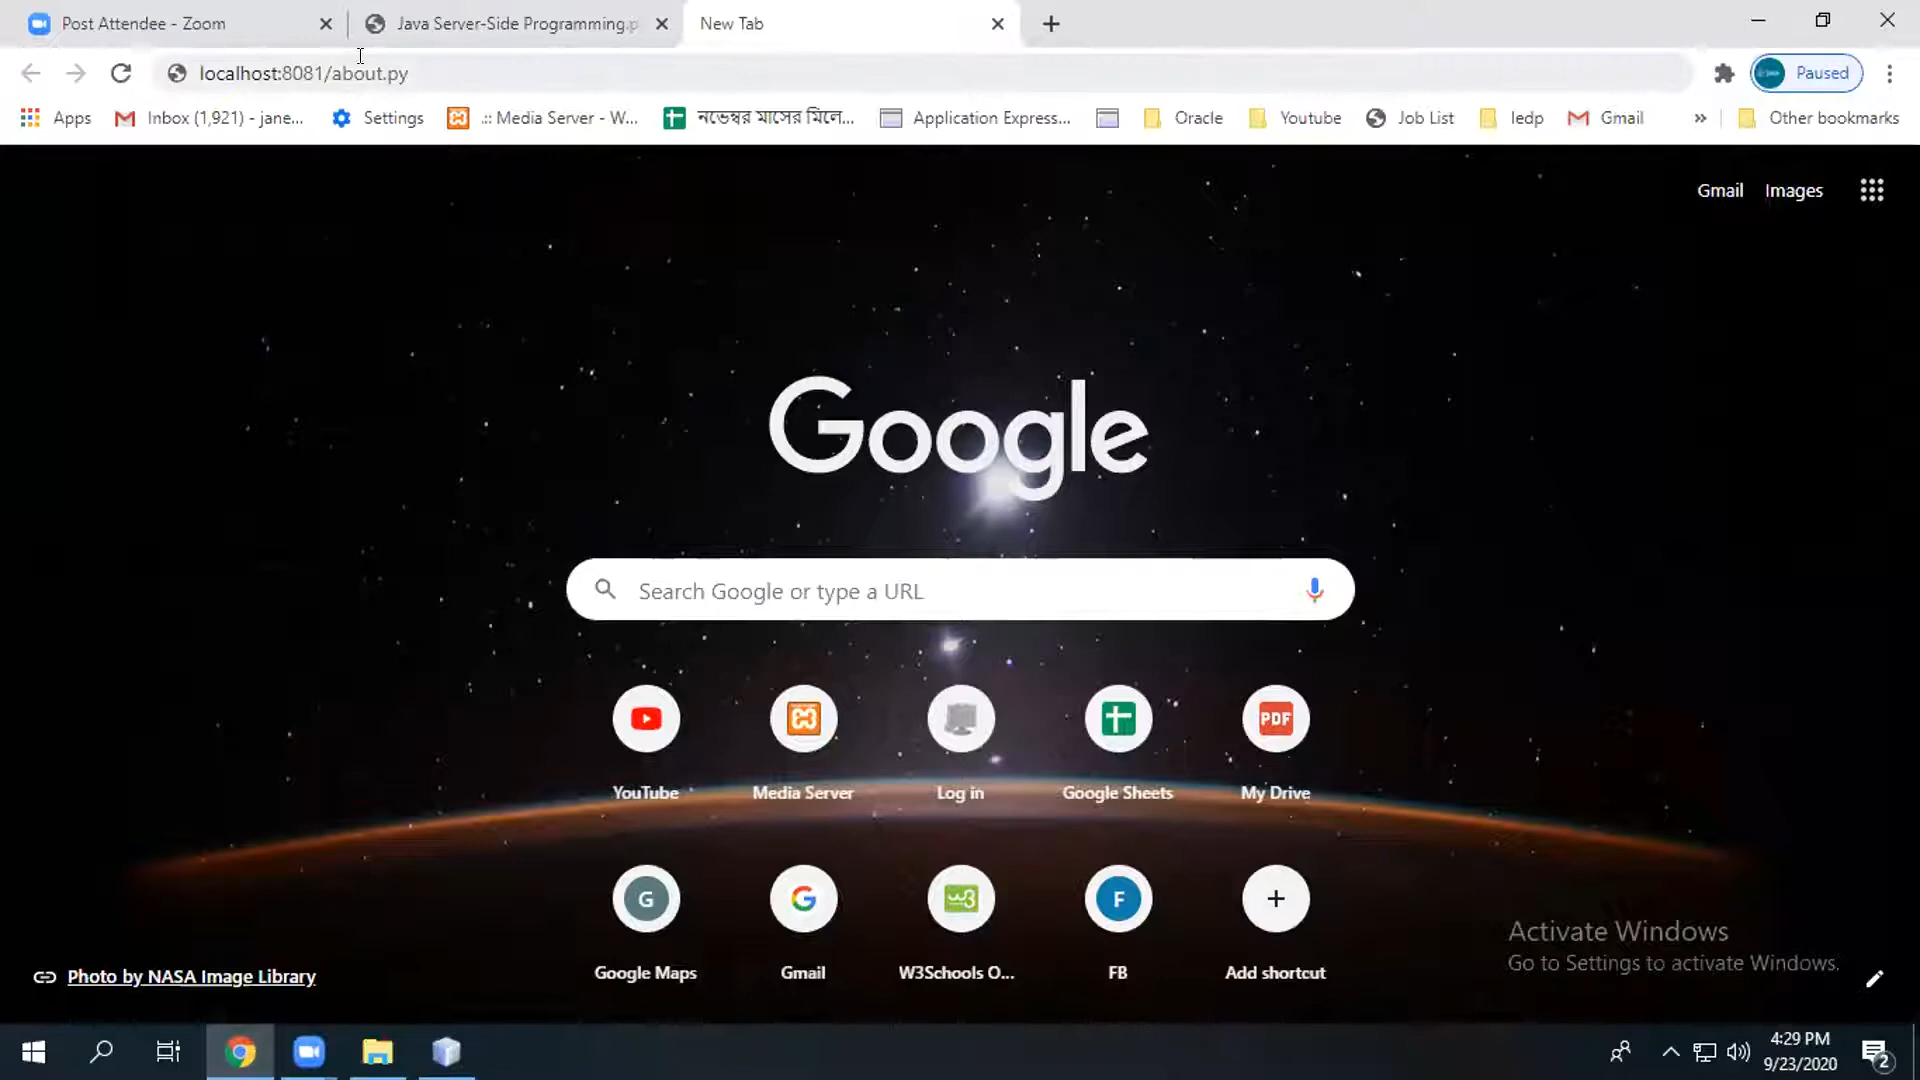 Post Attendee - Zoom
Java Server-Side Programming.p
New Tab
localhost:8081/about.py
Paused
Apps
Inbox (1,921) - jane...
Settings
.:: Media Server - W...
নভেম্বর মাসের মিলে...
Application Express...
Oracle
Youtube
Job List
ledp
Gmail
»
Other bookmarks
Gmail
Images
Google
Search Google or type a URL
PDF
YouTube
Media Server
Log in
Google Sheets
My Drive
G
G
w3
F
Google Maps
Gmail
W3Schools O...
FB
Add shortcut
Activate Windows
Go to Settings to activate Windows.
Photo by NASA Image Library
4:29 PM
9/23/2020
2